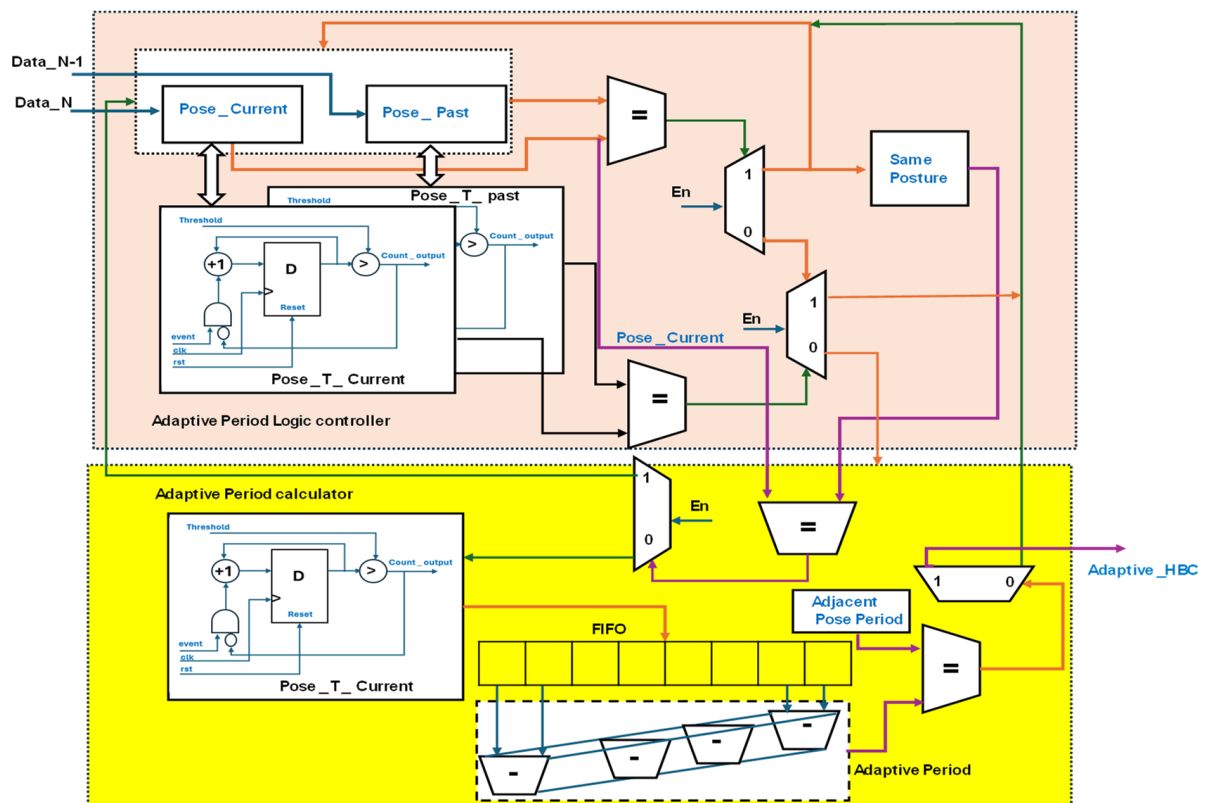 Data_N-1
Data_N
Pose_Current
Pose_ Past
=
1
0
En
Same
Posture
Pose_T_ past
Threshold
>
Count_output
Threshold
+1
D
>
Count_output
Reset
event
clk
rst
Pose_T_ Current
En
1
0
Pose_Current
=
Adaptive Period Logic controller
Adaptive Period calculator
1
0
En
=
Threshold
+1
D
>
Count_output
Reset
event
clk
rst
Pose_T_ Current
1 0
Adaptive_HBC
Adjacent
Pose Period
=
FIFO
-
-
-
-
Adaptive Period